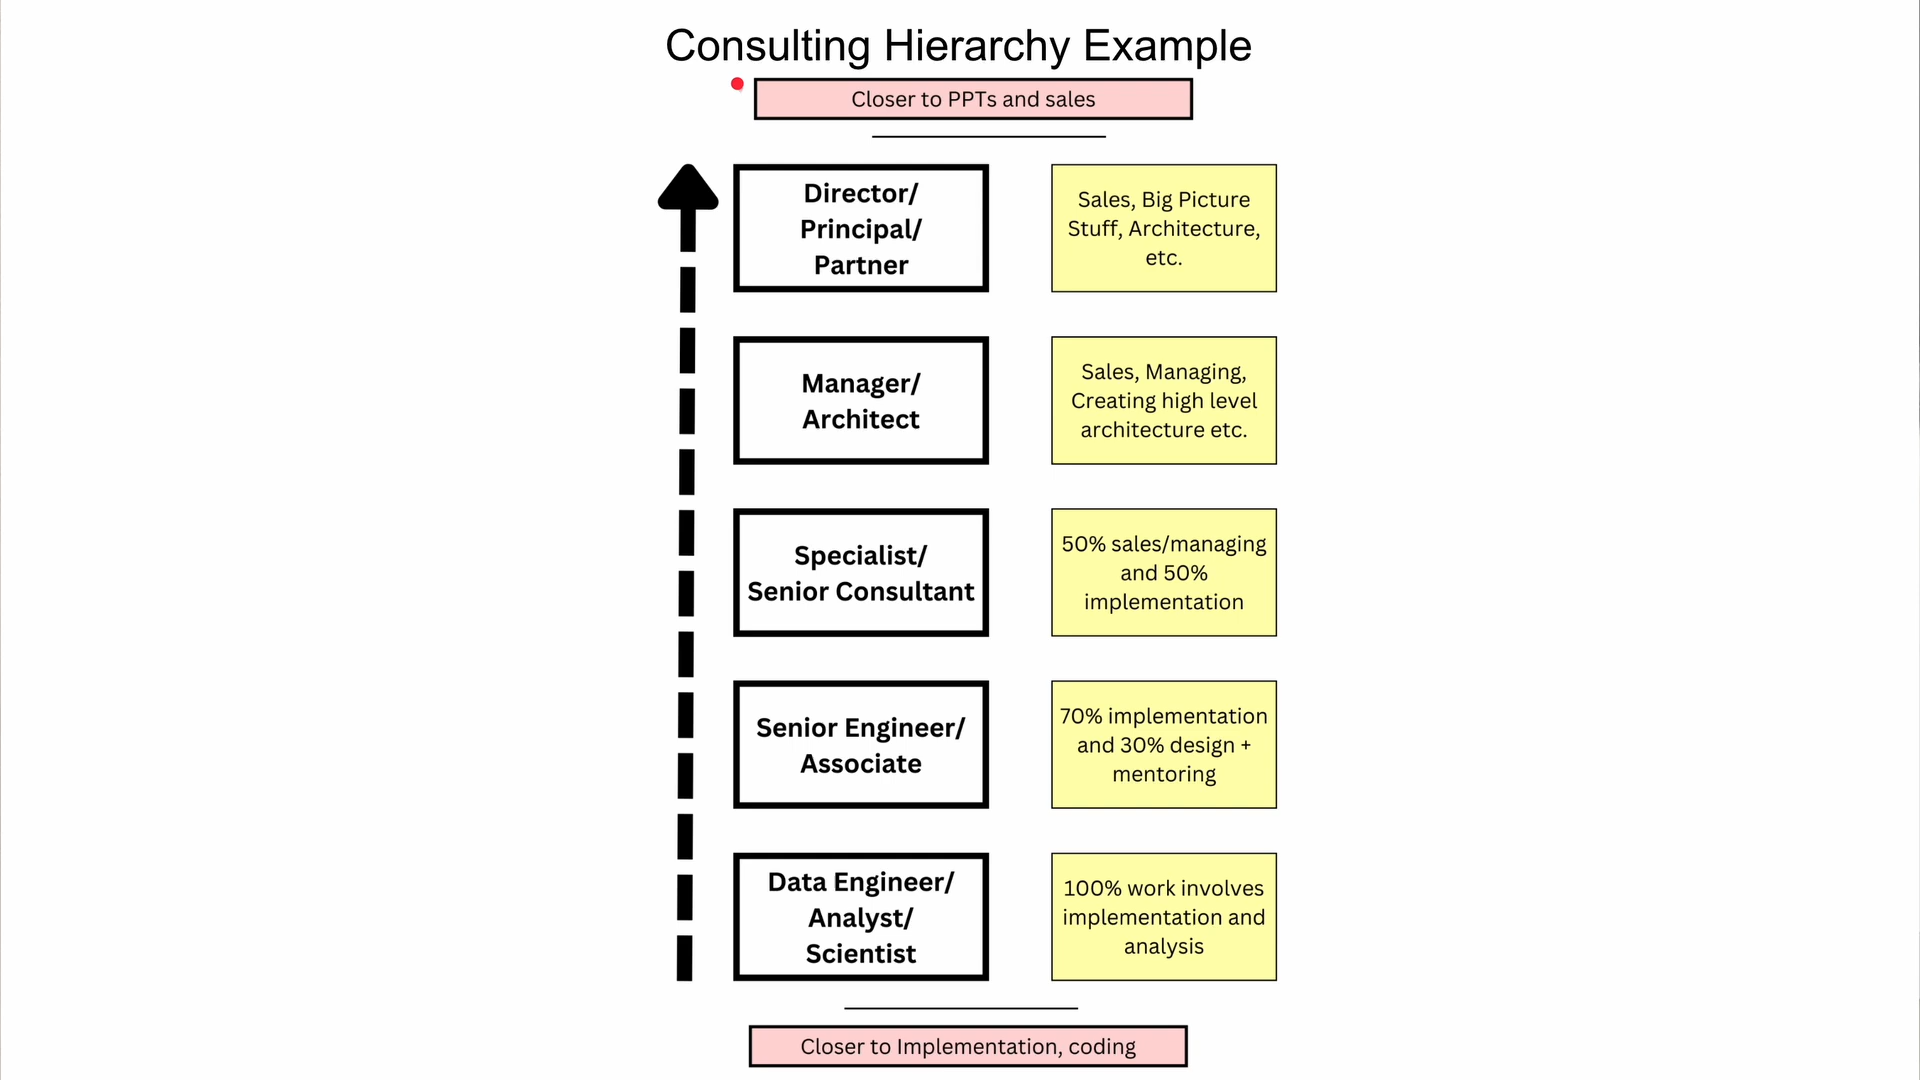 Consulting Hierarchy Example
Closer to PPTs and sales
Director/
Principal/
Partner
Sales, Big Picture
Stuff, Architecture,
etc.
Manager/
Architect
Sales, Managing,
Creating high level
architecture etc.
Specialist/
Senior Consultant
50% sales/managing
and 50%
implementation
Senior Engineer/
Associate
70% implementation
and 30% design +
mentoring
Data Engineer/
Analyst/
Scientist
100% work involves
implementation and
analysis
Closer to Implementation, coding